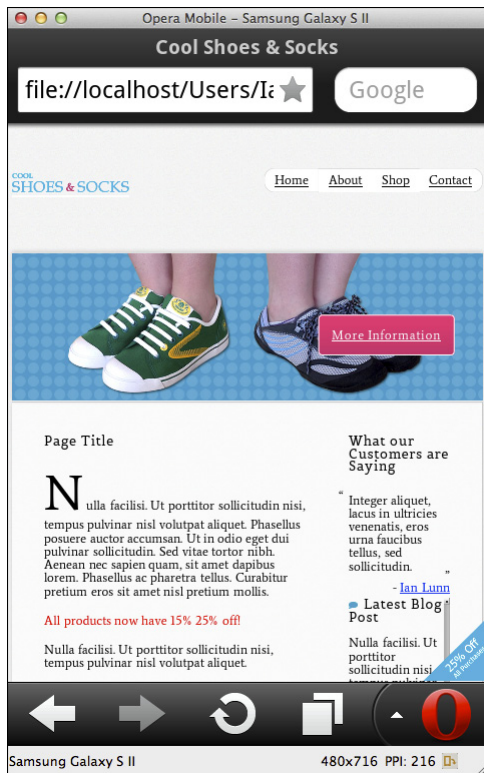 Opera Mobile – Samsung Galaxy S II
Cool Shoes & Socks
file://localhost/Users/Ia
Google
COOL
SHOES & SOCKS
Home About Shop Contact
More Information
Page Title
Nulla facilisi. Ut porttitor sollicitudin nisi,
tempus pulvinar nisl volutpat aliquet. Phasellus
posuere auctor accumsan. Ut in odio eget dui
pulvinar sollicitudin. Sed vitae tortor nibh.
Aenean nec sapien quam, sit amet dapibus
lorem. Phasellus ac pharetra tellus. Curabitur
pretium eros sit amet nisl pretium mollis.
All products now have 15% 25% off!
Nulla facilisi. Ut porttitor sollicitudin nisi,
tempus pulvinar nisl volutpat aliquet.
What our
Customers are
Saying
“ Integer aliquet,
lacus in ultricies
venenatis, eros
urna faucibus
tellus, sed
sollicitudin. ”
- Ian Lunn
Latest Blog
Post
Nulla facilisi. Ut
porttitor
sollicitudin nisi,
25% Off
All Purchases
Samsung Galaxy S II 480x716 PPI: 216